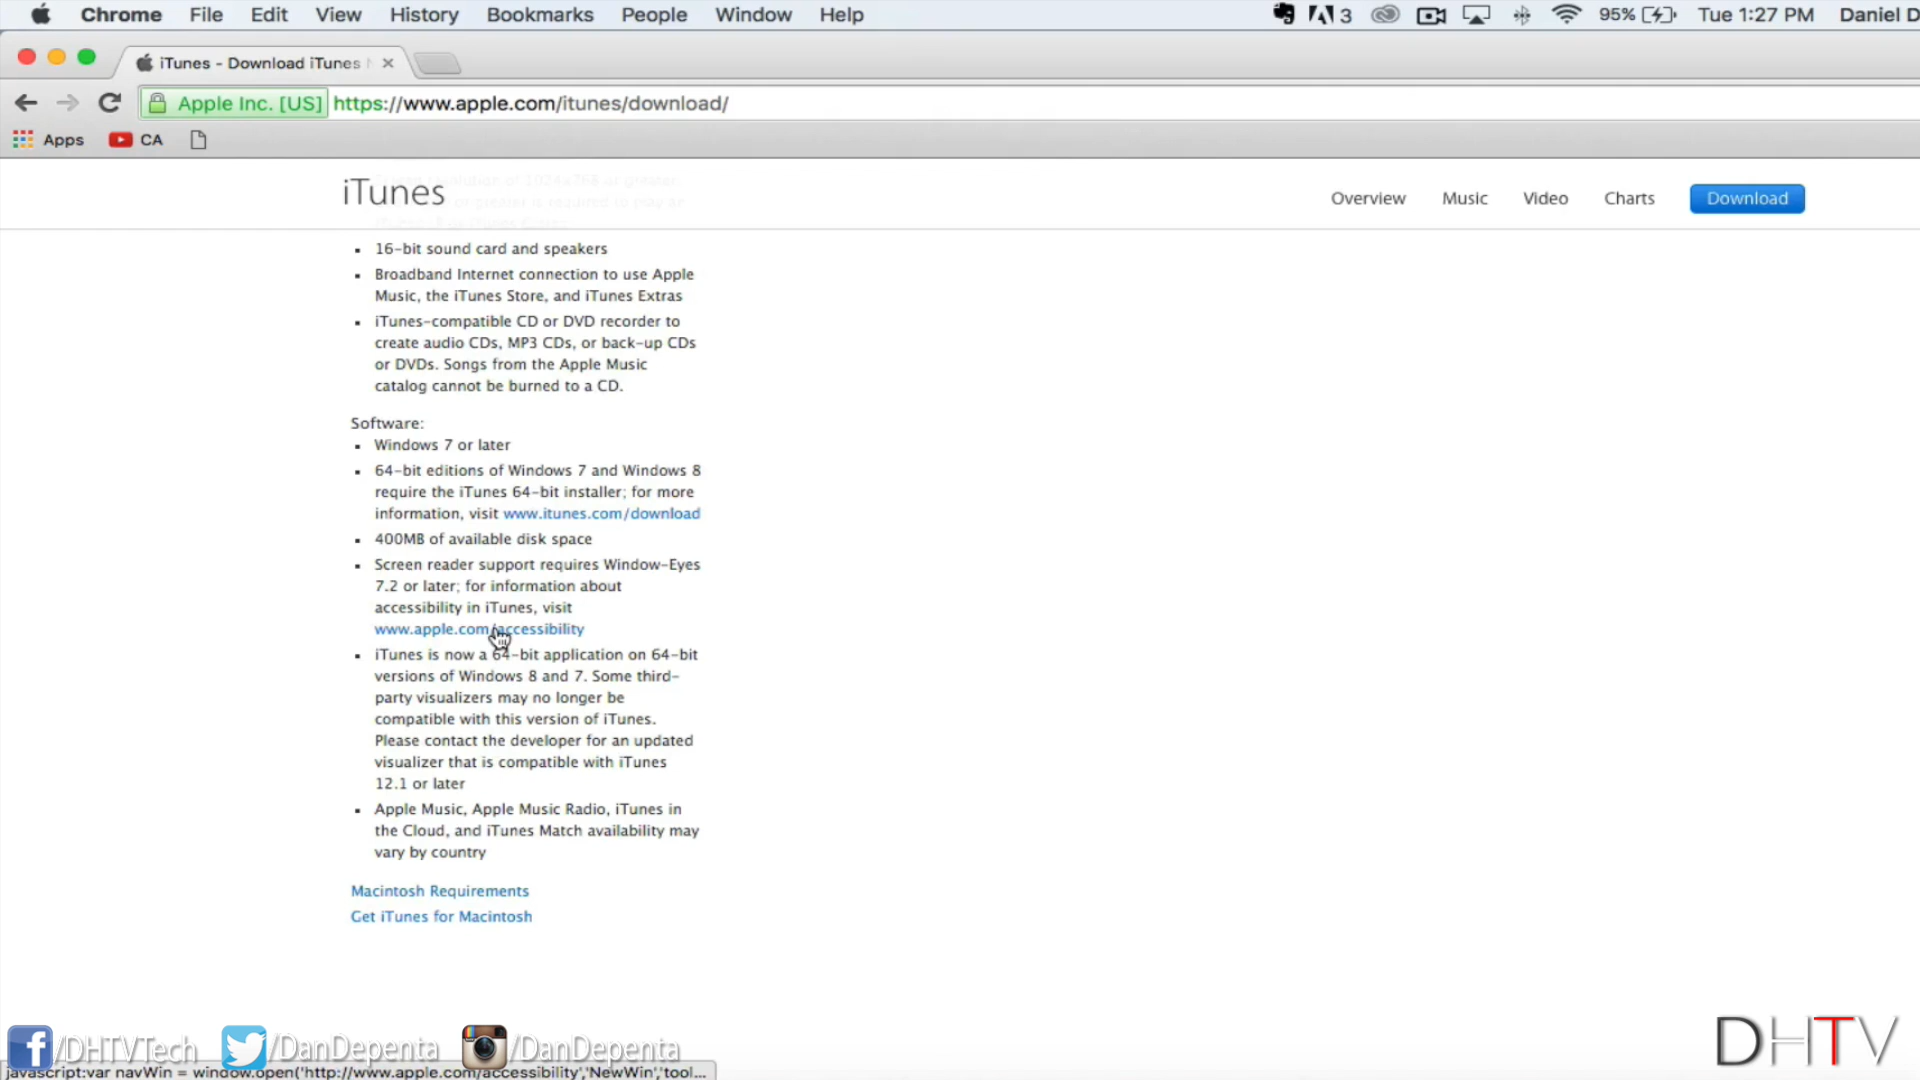 Chrome File Edit View History Bookmarks People Window Help 3 95% Tue 1:27 PM Daniel D
iTunes - Download iTunes
Apple Inc. [US] https://www.apple.com/itunes/download/
Apps CA
iTunes Overview Music Video Charts Download
16-bit sound card and speakers
Broadband Internet connection to use Apple
Music, the iTunes Store, and iTunes Extras
iTunes-compatible CD or DVD recorder to
create audio CDs, MP3 CDs, or back-up CDs
or DVDs. Songs from the Apple Music
catalog cannot be burned to a CD.
Software:
Windows 7 or later
64-bit editions of Windows 7 and Windows 8
require the iTunes 64-bit installer; for more
information, visit www.itunes.com/download
400MB of available disk space
Screen reader support requires Window-Eyes
7.2 or later; for information about
accessibility in iTunes, visit
www.apple.com/accessibility
iTunes is now a 64-bit application on 64-bit
versions of Windows 8 and 7. Some third-
party visualizers may no longer be
compatible with this version of iTunes.
Please contact the developer for an updated
visualizer that is compatible with iTunes
12.1 or later
Apple Music, Apple Music Radio, iTunes in
the Cloud, and iTunes Match availability may
vary by country
Macintosh Requirements
Get iTunes for Macintosh
/DHTVTech /DanDepenta /DanDepenta DHTV
javascript:var navWin = window.open('http://www.apple.com/accessibility','NewWin','tool...